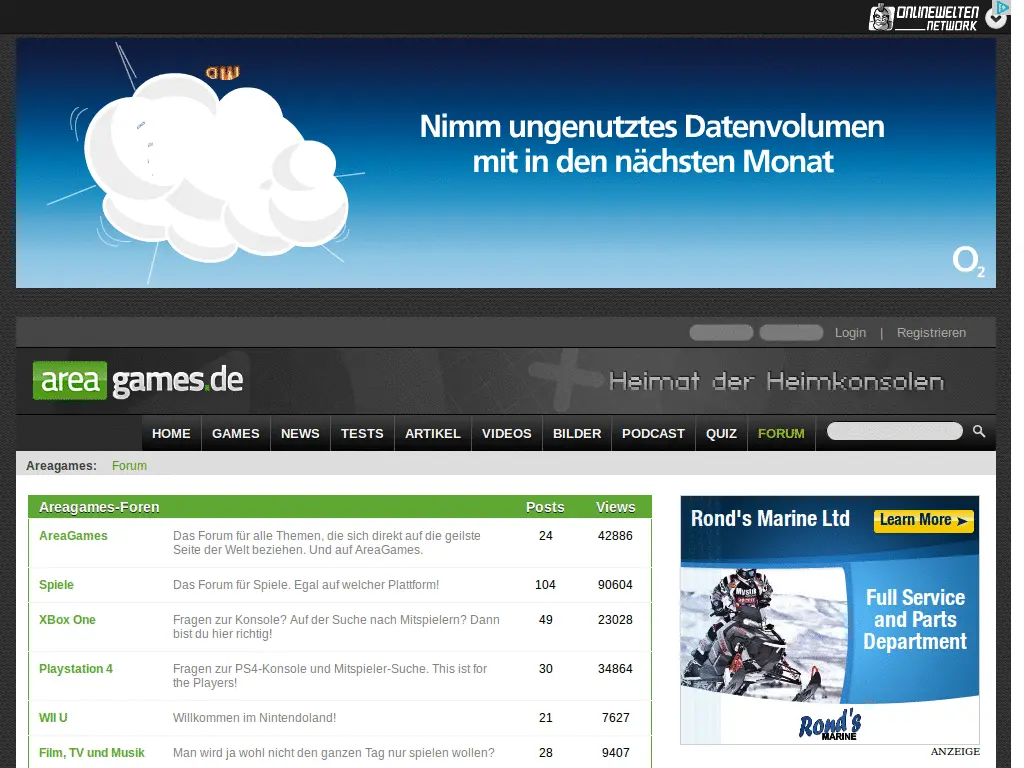 ONLINEWELTEN
NETWORK
Nimm ungenutztes Datenvolumen
mit in den nächsten Monat
O2
Login | Registrieren
area games.de
Heimat der Heimkonsolen
HOME GAMES NEWS TESTS ARTIKEL VIDEOS BILDER PODCAST QUIZ FORUM
Areagames: Forum
Areagames-Foren Posts Views
AreaGames Das Forum für alle Themen, die sich direkt auf die geilste 24 42886
Seite der Welt beziehen. Und auf AreaGames.
Spiele Das Forum für Spiele. Egal auf welcher Plattform! 104 90604
XBox One Fragen zur Konsole? Auf der Suche nach Mitspielern? Dann 49 23028
bist du hier richtig!
Playstation 4 Fragen zur PS4-Konsole und Mitspieler-Suche. This ist for 30 34864
the Players!
WII U Willkommen im Nintendoland! 21 7627
Film, TV und Musik Man wird ja wohl nicht den ganzen Tag nur spielen wollen? 28 9407
Rond's Marine Ltd
Learn More ➤
Full Service
and Parts
Department
Rond's
MARINE
ANZEIGE